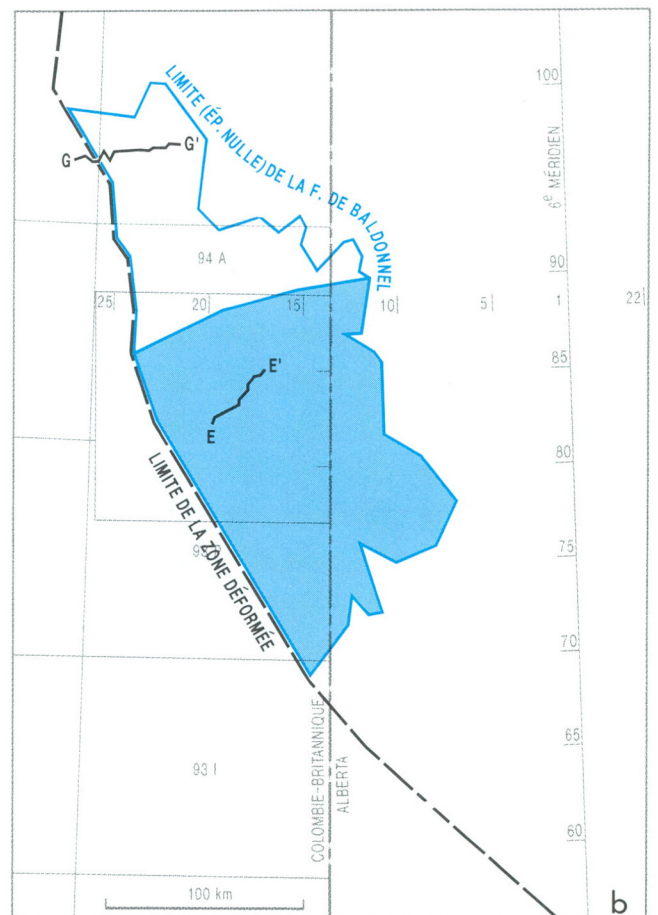 100
LIMITE (ÉP. NULLE) DE LA F. DE BALDONNEL
6e MÉRIDIEN
G
G'
94 A
90
25
20
15
10
5
1
22
85
E'
E
80
LIMITE DE LA ZONE DÉFORMÉE
75
70
COLOMBIE-BRITANNIQUE
ALBERTA
65
93 I
60
100 km
b